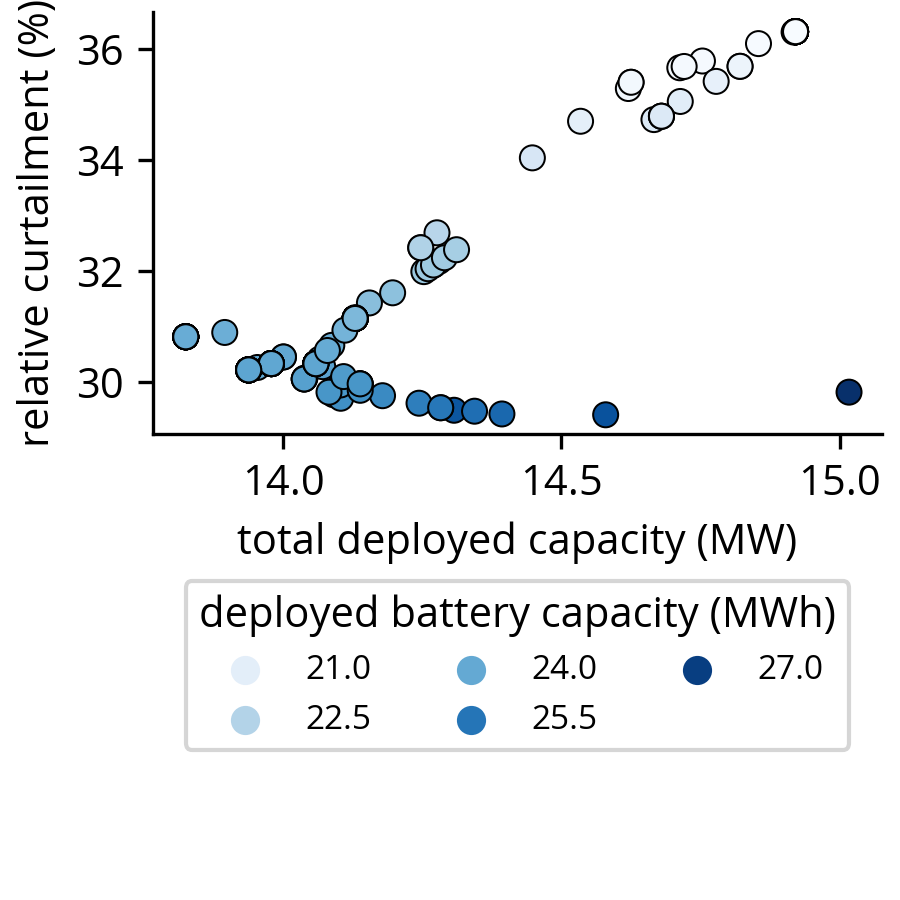 relative curtailment (%)
36
34
32
30
14.0 14.5 15.0
total deployed capacity (MW)
deployed battery capacity (MWh)
21.0 24.0 27.0
22.5 25.5